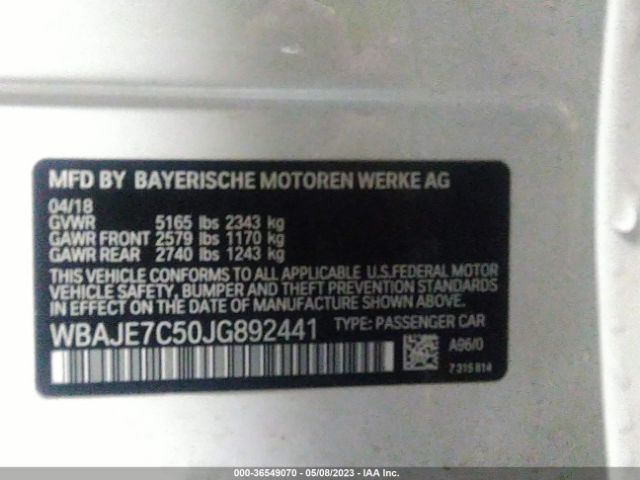 MFD BY BAYERISCHE MOTOREN WERKE AG
04/18
GVWR 5165 lbs 2343 kg
GAWR FRONT 2579 lbs 1170 kg
GAWR REAR 2740 lbs 1243 kg
THIS VEHICLE CONFORMS TO ALL APPLICABLE U.S.FEDERAL MOTOR
VEHICLE SAFETY, BUMPER AND THEFT PREVENTION STANDARDS
IN EFFECT ON DATE OF MANUFACTURE SHOWN ABOVE.
WBAJE7C50JG892441 TYPE: PASSENGER CAR
A96/0
7 315 814
000-36549070 - 05/08/2023 - IAA Inc.